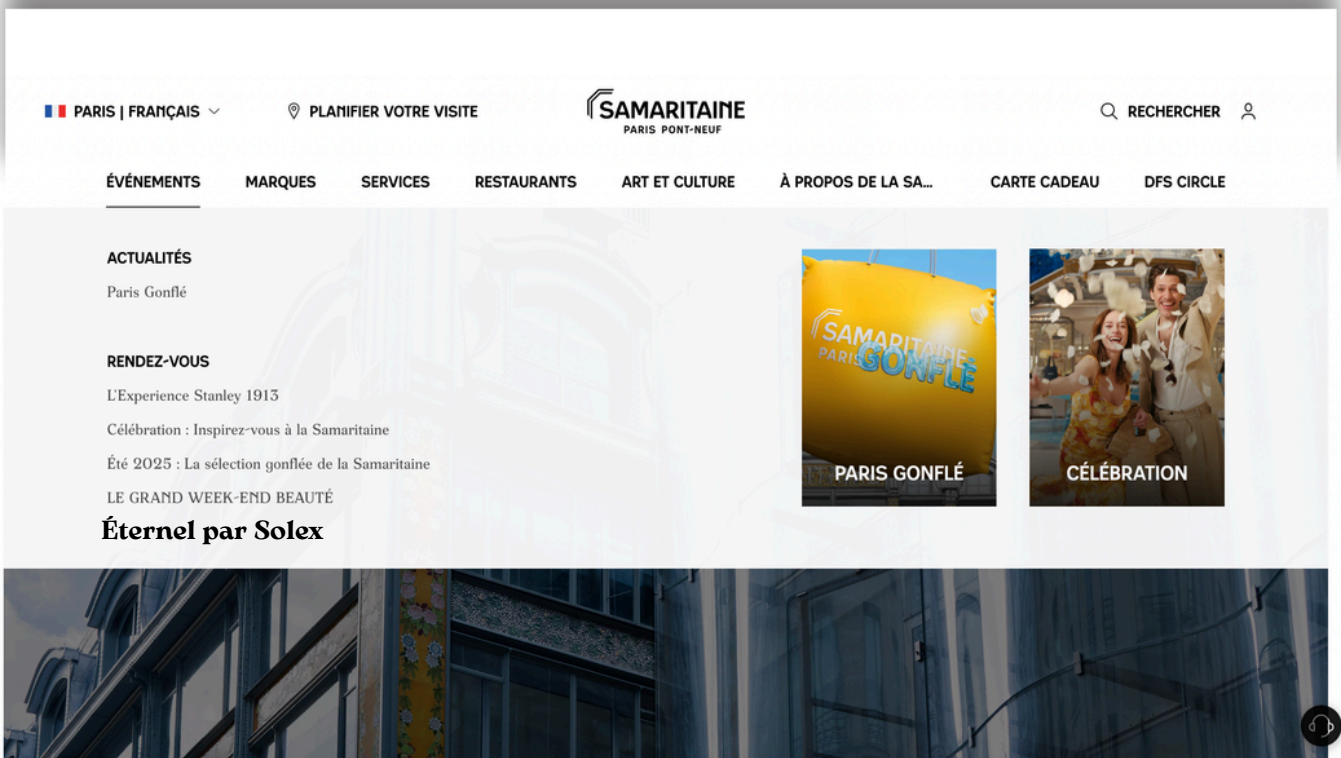 PARIS | FRANÇAIS
PLANIFIER VOTRE VISITE
SAMARITAINE
PARIS PONT-NEUF
RECHERCHER
ÉVÉNEMENTS
MARQUES
SERVICES
RESTAURANTS
ART ET CULTURE
À PROPOS DE LA SA...
CARTE CADEAU
DFS CIRCLE
ACTUALITÉS
Paris Gonflé
RENDEZ-VOUS
L'Experience Stanley 1913
Célébration : Inspirez-vous à la Samaritaine
Été 2025 : La sélection gonflée de la Samaritaine
LE GRAND WEEK-END BEAUTÉ
Éternel par Solex
SAMARITAINE
PARIS
GONFLÉ
PARIS GONFLÉ
CÉLÉBRATION